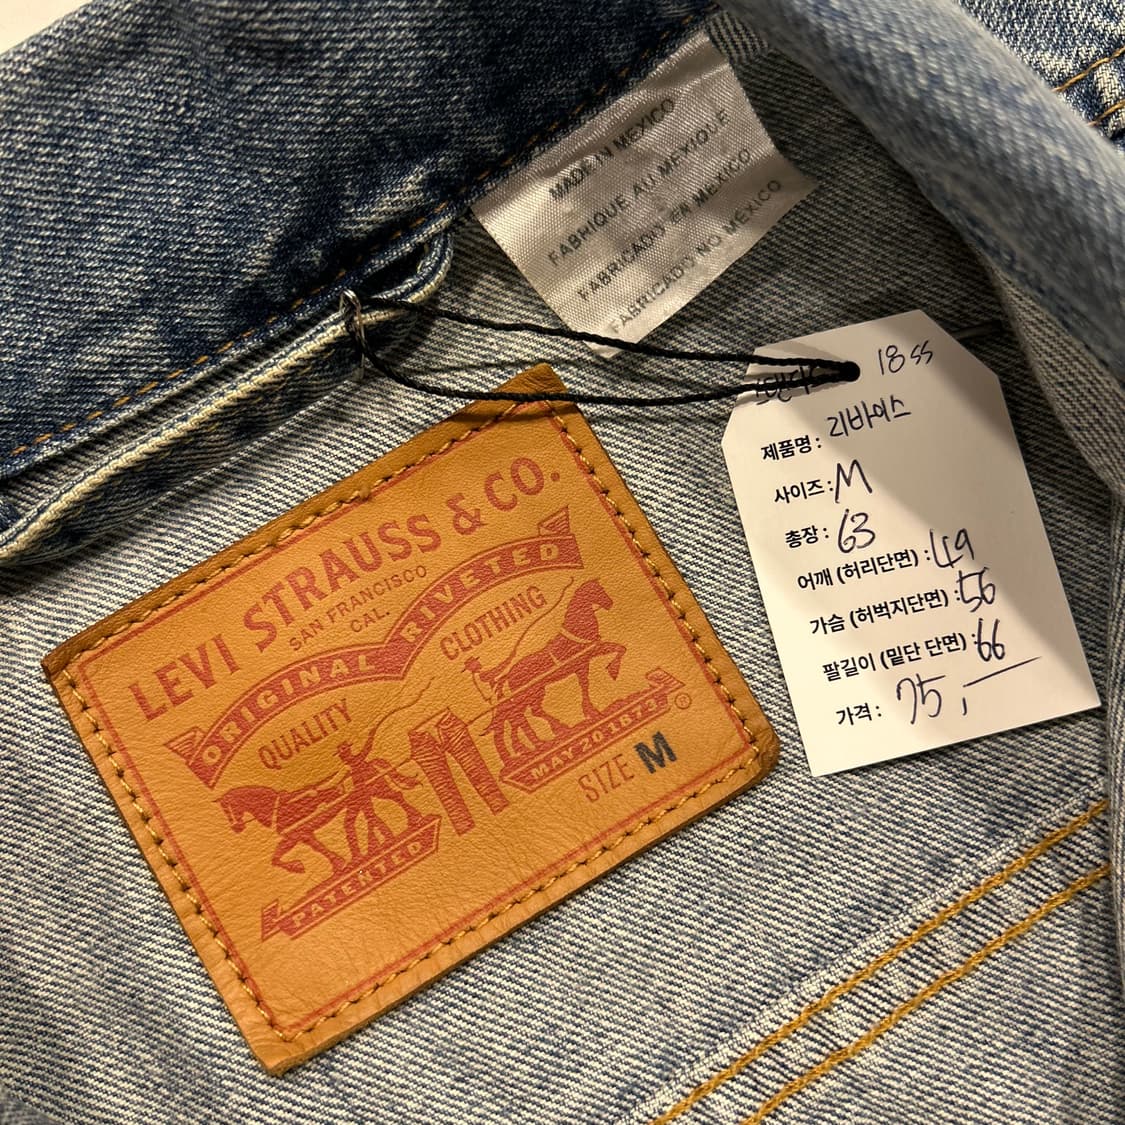 MADE IN MEXICO
FABRIQUE AU MEXIQUE
FABRICADO EN MEXICO
FABRICADO NO MÉXICO
LEVI STRAUSS & CO.
SAN FRANCISCO
CAL.
ORIGINAL RIVETED
QUALITY CLOTHING
PATENTED
MAY 20 1873
®
SIZE M
18 SS
제품명: 리바이스
사이즈: M
총장: 63
어깨 (허리단면): 49
가슴 (허벅지단면): 56
팔길이 (밑단 단면): 66
가격: 75,—